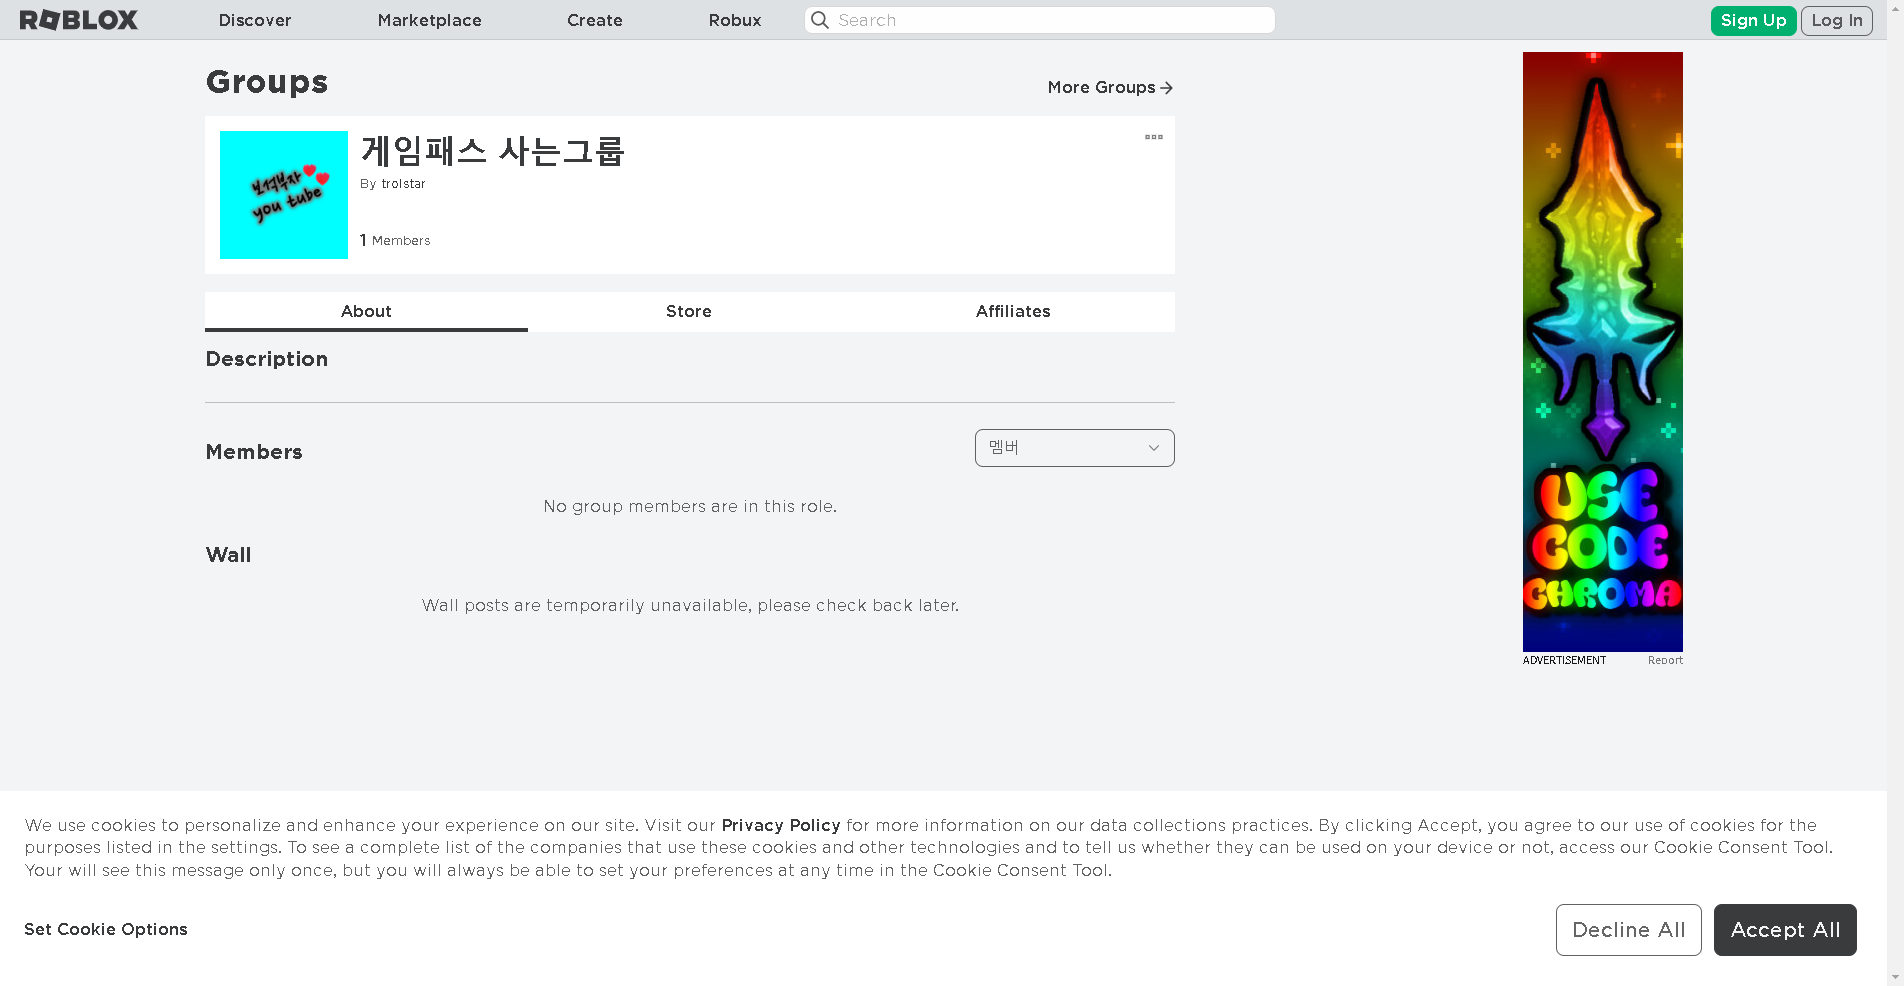 ROBLOX
Discover
Marketplace
Create
Robux
Search
Sign Up
Log In
Groups
More Groups
게임패스 사는그룹
By trolstar
1 Members
보석부자
you tube
About
Store
Affiliates
Description
Members
멤버
No group members are in this role.
Wall
Wall posts are temporarily unavailable, please check back later.
USE
CODE
CHROMA
ADVERTISEMENT
Report
We use cookies to personalize and enhance your experience on our site. Visit our Privacy Policy for more information on our data collections practices. By clicking Accept, you agree to our use of cookies for the
purposes listed in the settings. To see a complete list of the companies that use these cookies and other technologies and to tell us whether they can be used on your device or not, access our Cookie Consent Tool.
Your will see this message only once, but you will always be able to set your preferences at any time in the Cookie Consent Tool.
Set Cookie Options
Decline All
Accept All